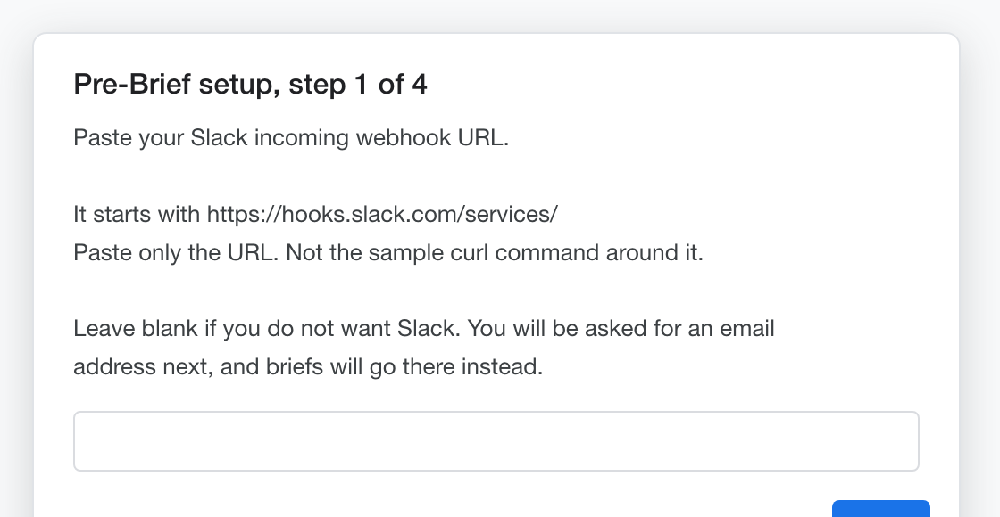 Pre-Brief setup, step 1 of 4
Paste your Slack incoming webhook URL.
It starts with https://hooks.slack.com/services/
Paste only the URL. Not the sample curl command around it.
Leave blank if you do not want Slack. You will be asked for an email
address next, and briefs will go there instead.